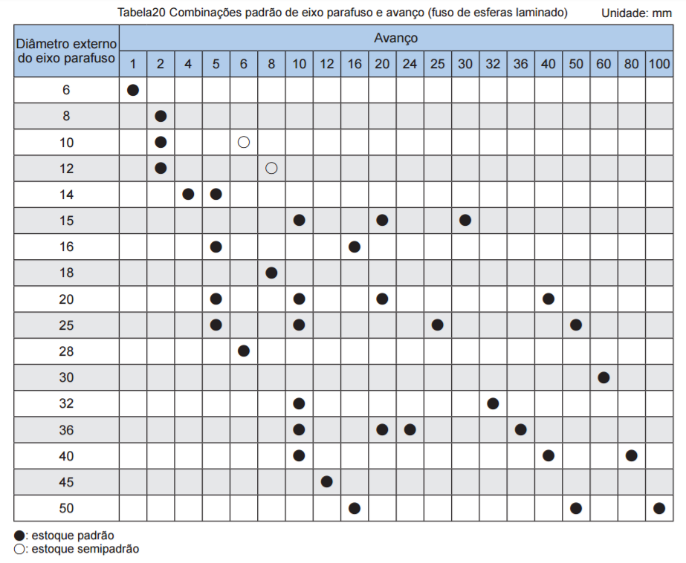 Tabela20 Combinações padrão de eixo parafuso e avanço (fuso de esferas laminado) Unidade: mm
Diâmetro externo do eixo parafuso Avanço
1 2 4 5 6 8 10 12 16 20 24 25 30 32 36 40 50 60 80 100
6 ●
8 ●
10 ● ○
12 ● ○
14 ● ●
15 ● ● ●
16 ● ●
18 ●
20 ● ● ● ●
25 ● ● ● ●
28 ●
30 ●
32 ● ●
36 ● ● ● ●
40 ● ● ●
45 ●
50 ● ● ●
●: estoque padrão
○: estoque semipadrão